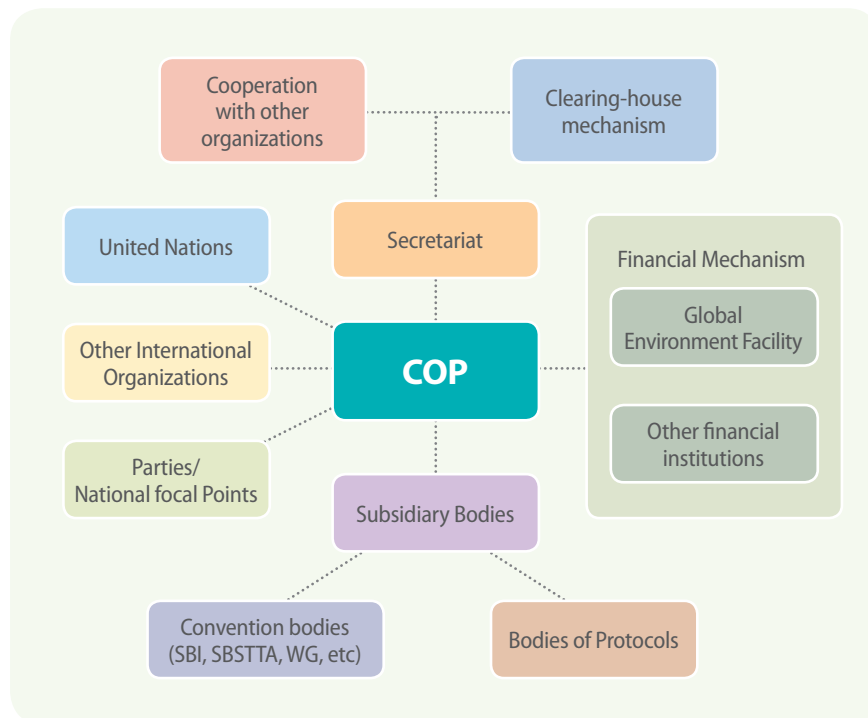 Cooperation
with other
organizations
Clearing-house
mechanism
United Nations
Secretariat
Financial Mechanism
Global
Environment Facility
Other International
Organizations
COP
Other financial
institutions
Parties/
National focal Points
Subsidiary Bodies
Convention bodies
(SBI, SBSTTA, WG, etc)
Bodies of Protocols